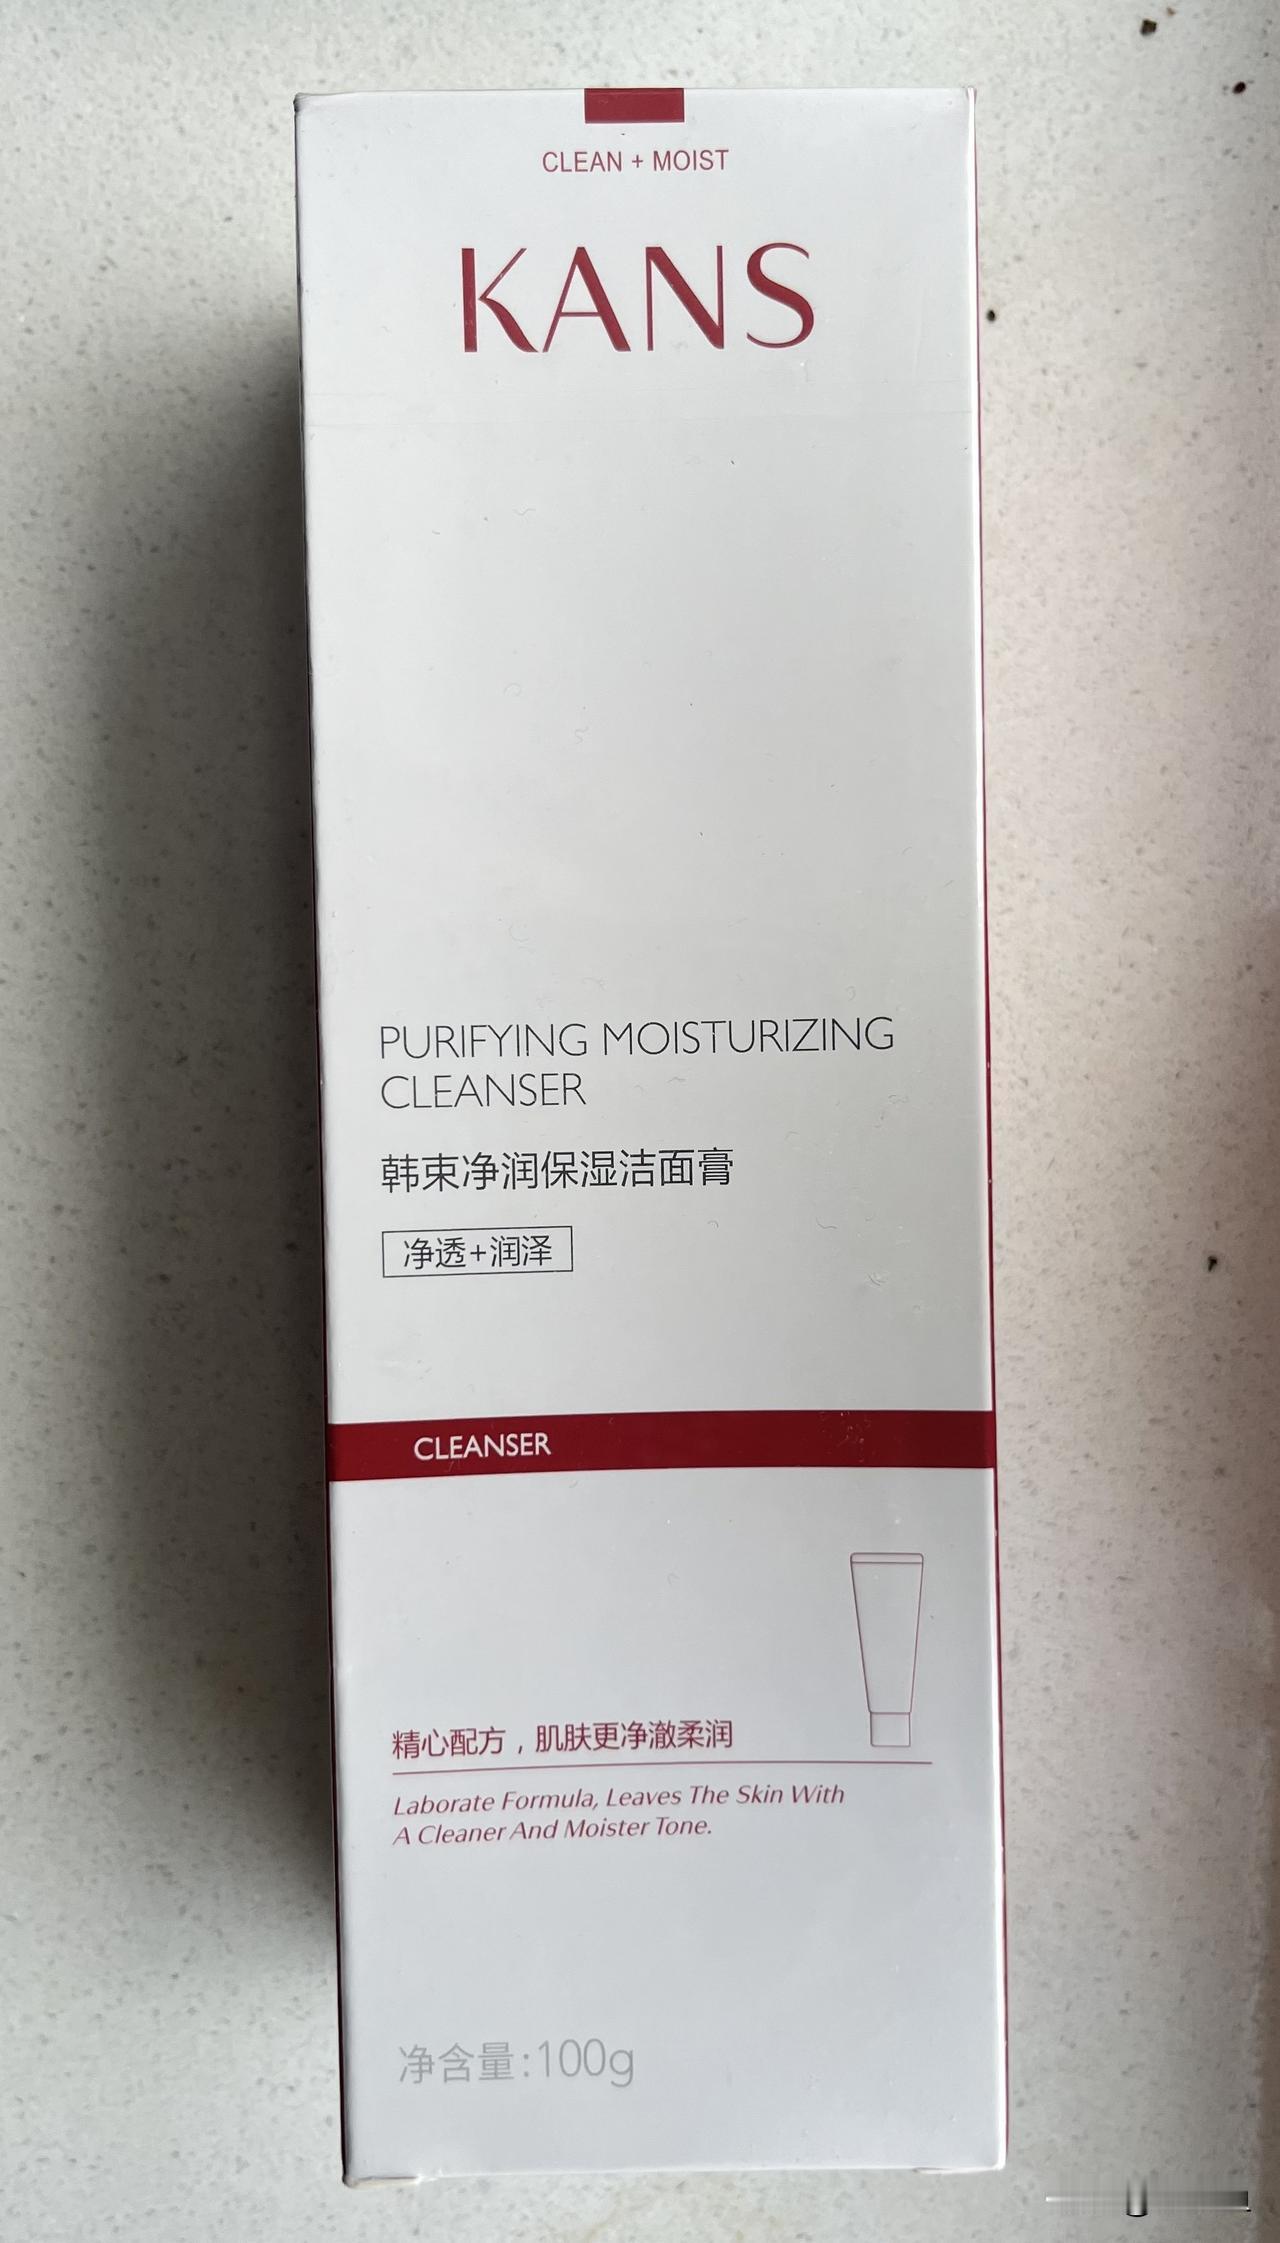 CLEAN + MOIST
KANS
PURIFYING MOISTURIZING
CLEANSER
韩束净润保湿洁面膏
净透+润泽
CLEANSER
精心配方，肌肤更净澈柔润
Laborate Formula, Leaves The Skin With
A Cleaner And Moister Tone.
净含量:100g